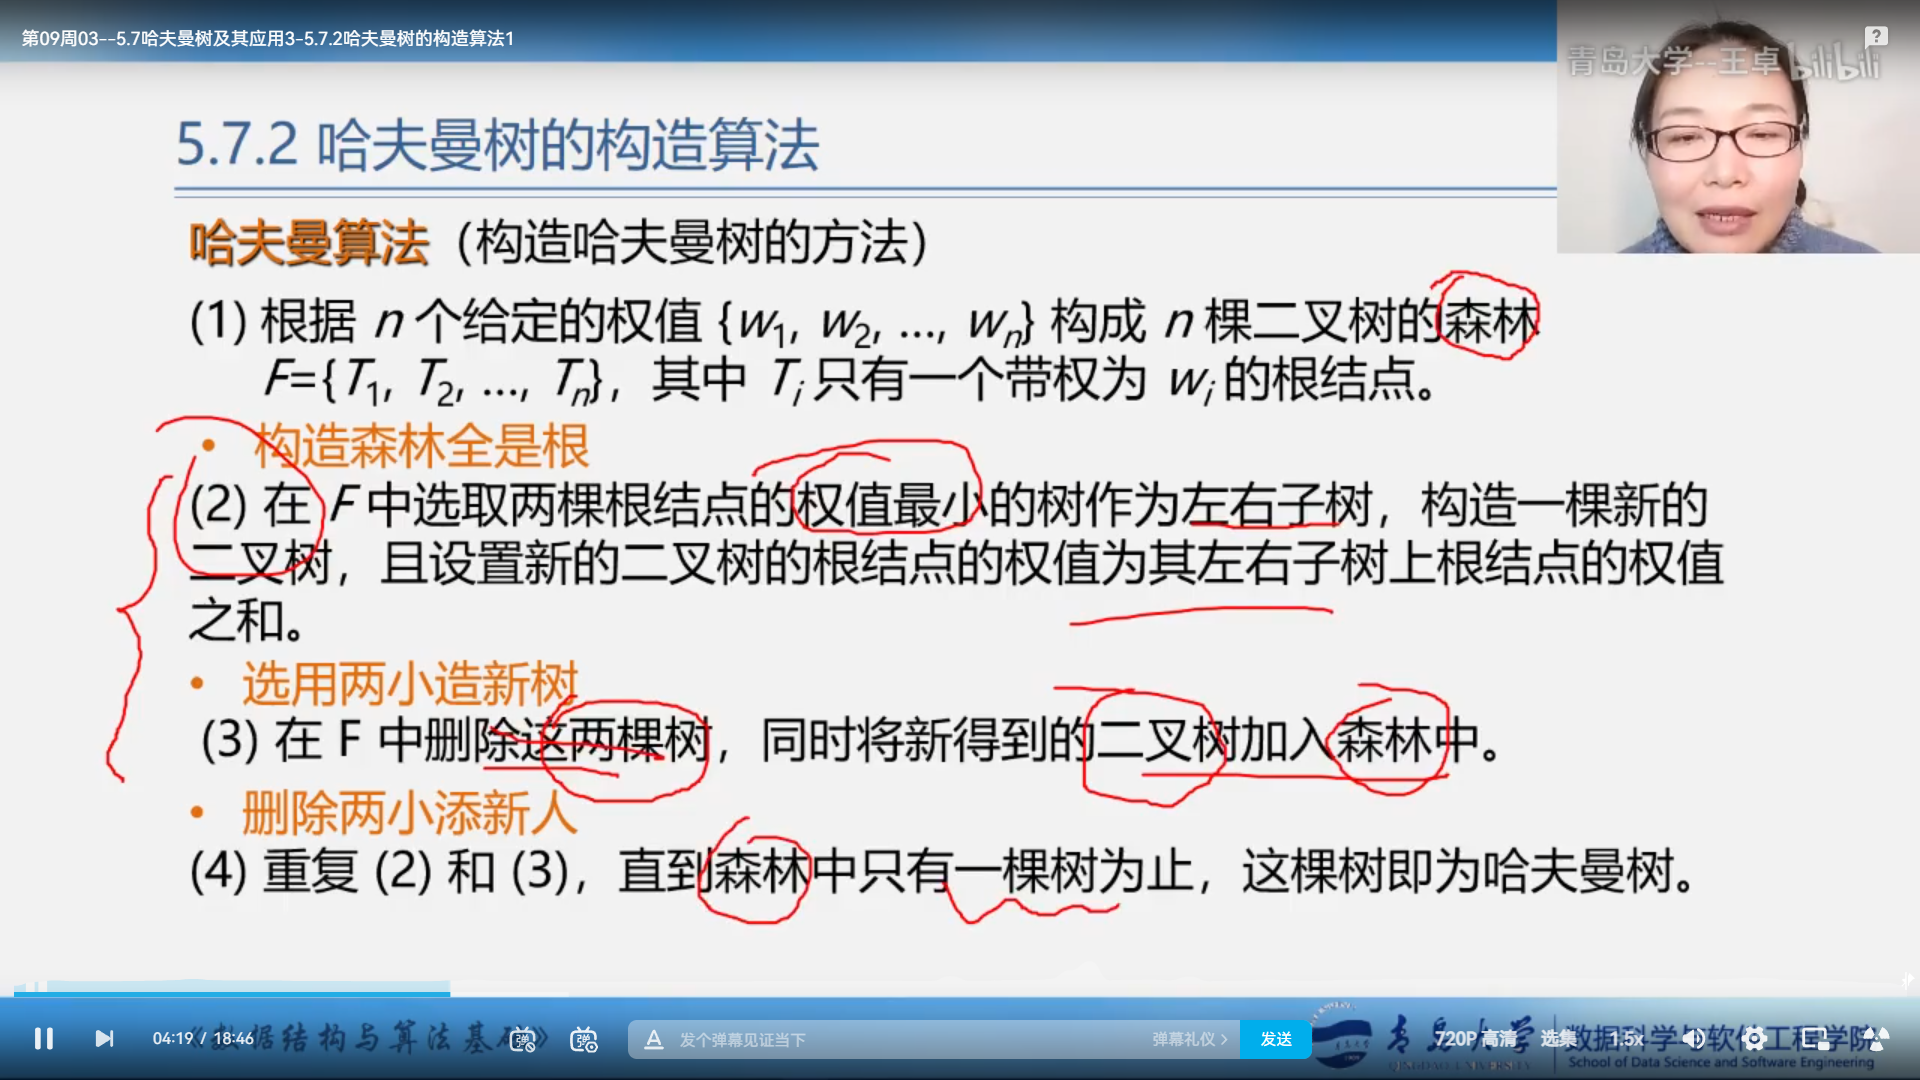 第09周03--5.7哈夫曼树及其应用3-5.7.2哈夫曼树的构造算法1
青岛大学--王卓 bilibili
5.7.2 哈夫曼树的构造算法
哈夫曼算法（构造哈夫曼树的方法）
(1) 根据 n 个给定的权值 {w1, w2, …, wn} 构成 n 棵二叉树的森林
F={T1, T2, …, Tn}，其中 Ti 只有一个带权为 wi 的根结点。
• 构造森林全是根
(2) 在 F 中选取两棵根结点的权值最小的树作为左右子树，构造一棵新的
二叉树，且设置新的二叉树的根结点的权值为其左右子树上根结点的权值
之和。
• 选用两小造新树
(3) 在 F 中删除这两棵树，同时将新得到的二叉树加入森林中。
• 删除两小添新人
(4) 重复 (2) 和 (3)，直到森林中只有一棵树为止，这棵树即为哈夫曼树。
04:19 / 18:46
《数据结构与算法基础》
发个弹幕见证当下
弹幕礼仪
发送
青岛大学
QINGDAO UNIVERSITY
数据科学与软件工程学院
School of Data Science and Software Engineering
720P 高清
选集
1.5x